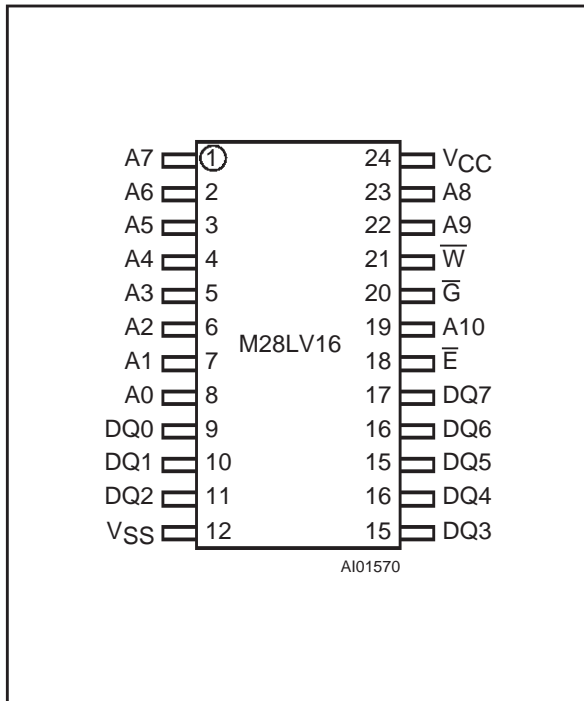 A7 1 24 VCC
A6 2 23 A8
A5 3 22 A9
A4 4 21 W̅
A3 5 20 G̅
A2 6 19 A10
M28LV16
A1 7 18 E̅
A0 8 17 DQ7
DQ0 9 16 DQ6
DQ1 10 15 DQ5
DQ2 11 16 DQ4
VSS 12 15 DQ3
AI01570